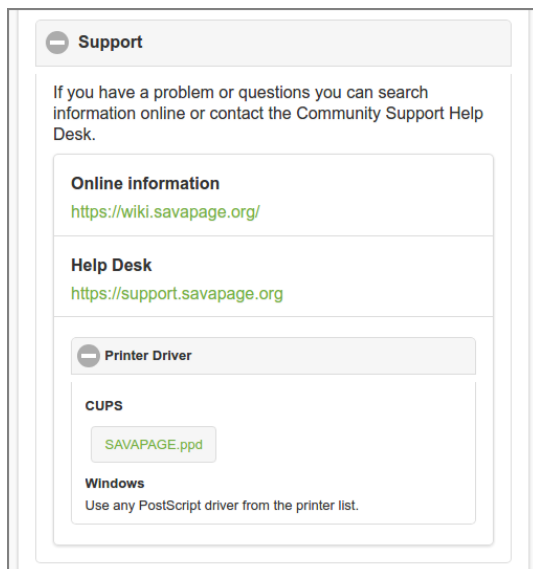 Support
If you have a problem or questions you can search
information online or contact the Community Support Help
Desk.
Online information
https://wiki.savapage.org/
Help Desk
https://support.savapage.org
Printer Driver
CUPS
SAVAPAGE.ppd
Windows
Use any PostScript driver from the printer list.